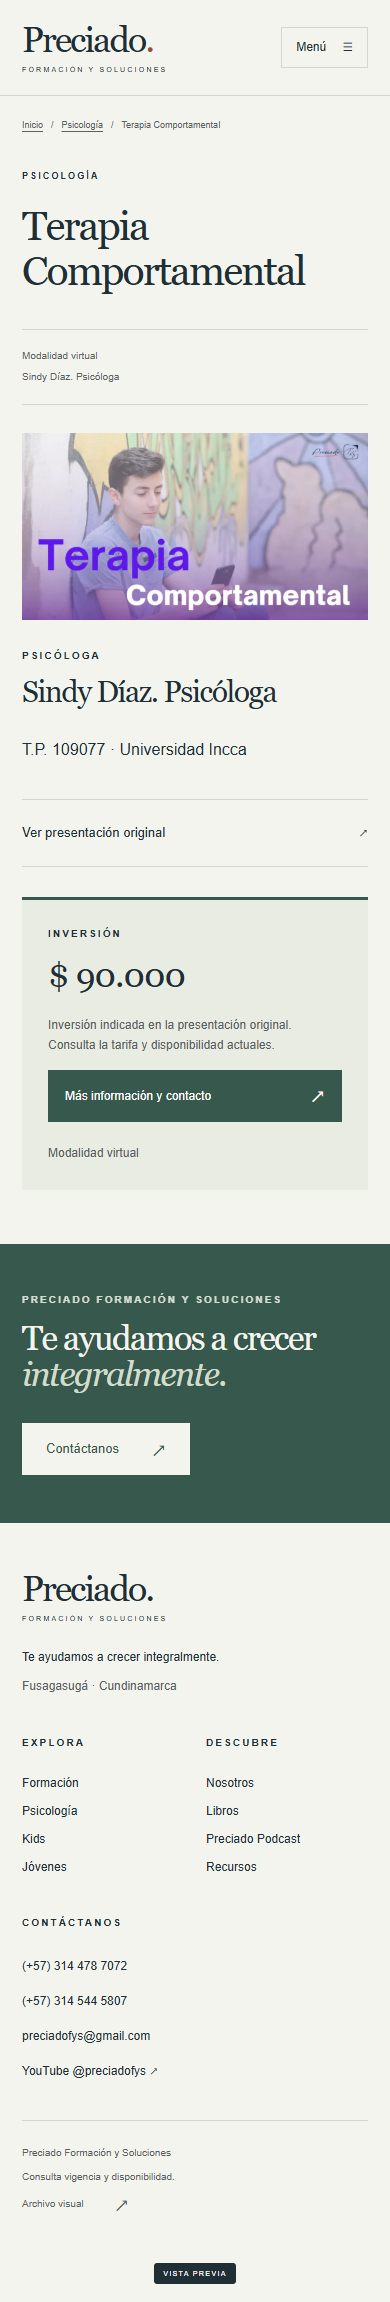 Preciado.
FORMACIÓN Y SOLUCIONES
Menú ☰
Inicio / Psicología / Terapia Comportamental
PSICOLOGÍA
Terapia
Comportamental
Modalidad virtual
Sindy Díaz. Psicóloga
Preciado
Terapia
Comportamental
PSICÓLOGA
Sindy Díaz. Psicóloga
T.P. 109077 · Universidad Incca
Ver presentación original ↗
INVERSIÓN
$ 90.000
Inversión indicada en la presentación original.
Consulta la tarifa y disponibilidad actuales.
Más información y contacto ↗
Modalidad virtual
PRECIADO FORMACIÓN Y SOLUCIONES
Te ayudamos a crecer
integralmente.
Contáctanos ↗
Preciado.
FORMACIÓN Y SOLUCIONES
Te ayudamos a crecer integralmente.
Fusagasugá · Cundinamarca
EXPLORA
Formación
Psicología
Kids
Jóvenes
DESCUBRE
Nosotros
Libros
Preciado Podcast
Recursos
CONTÁCTANOS
(+57) 314 478 7072
(+57) 314 544 5807
preciadofys@gmail.com
YouTube @preciadofys ↗
Preciado Formación y Soluciones
Consulta vigencia y disponibilidad.
Archivo visual ↗
VISTA PREVIA